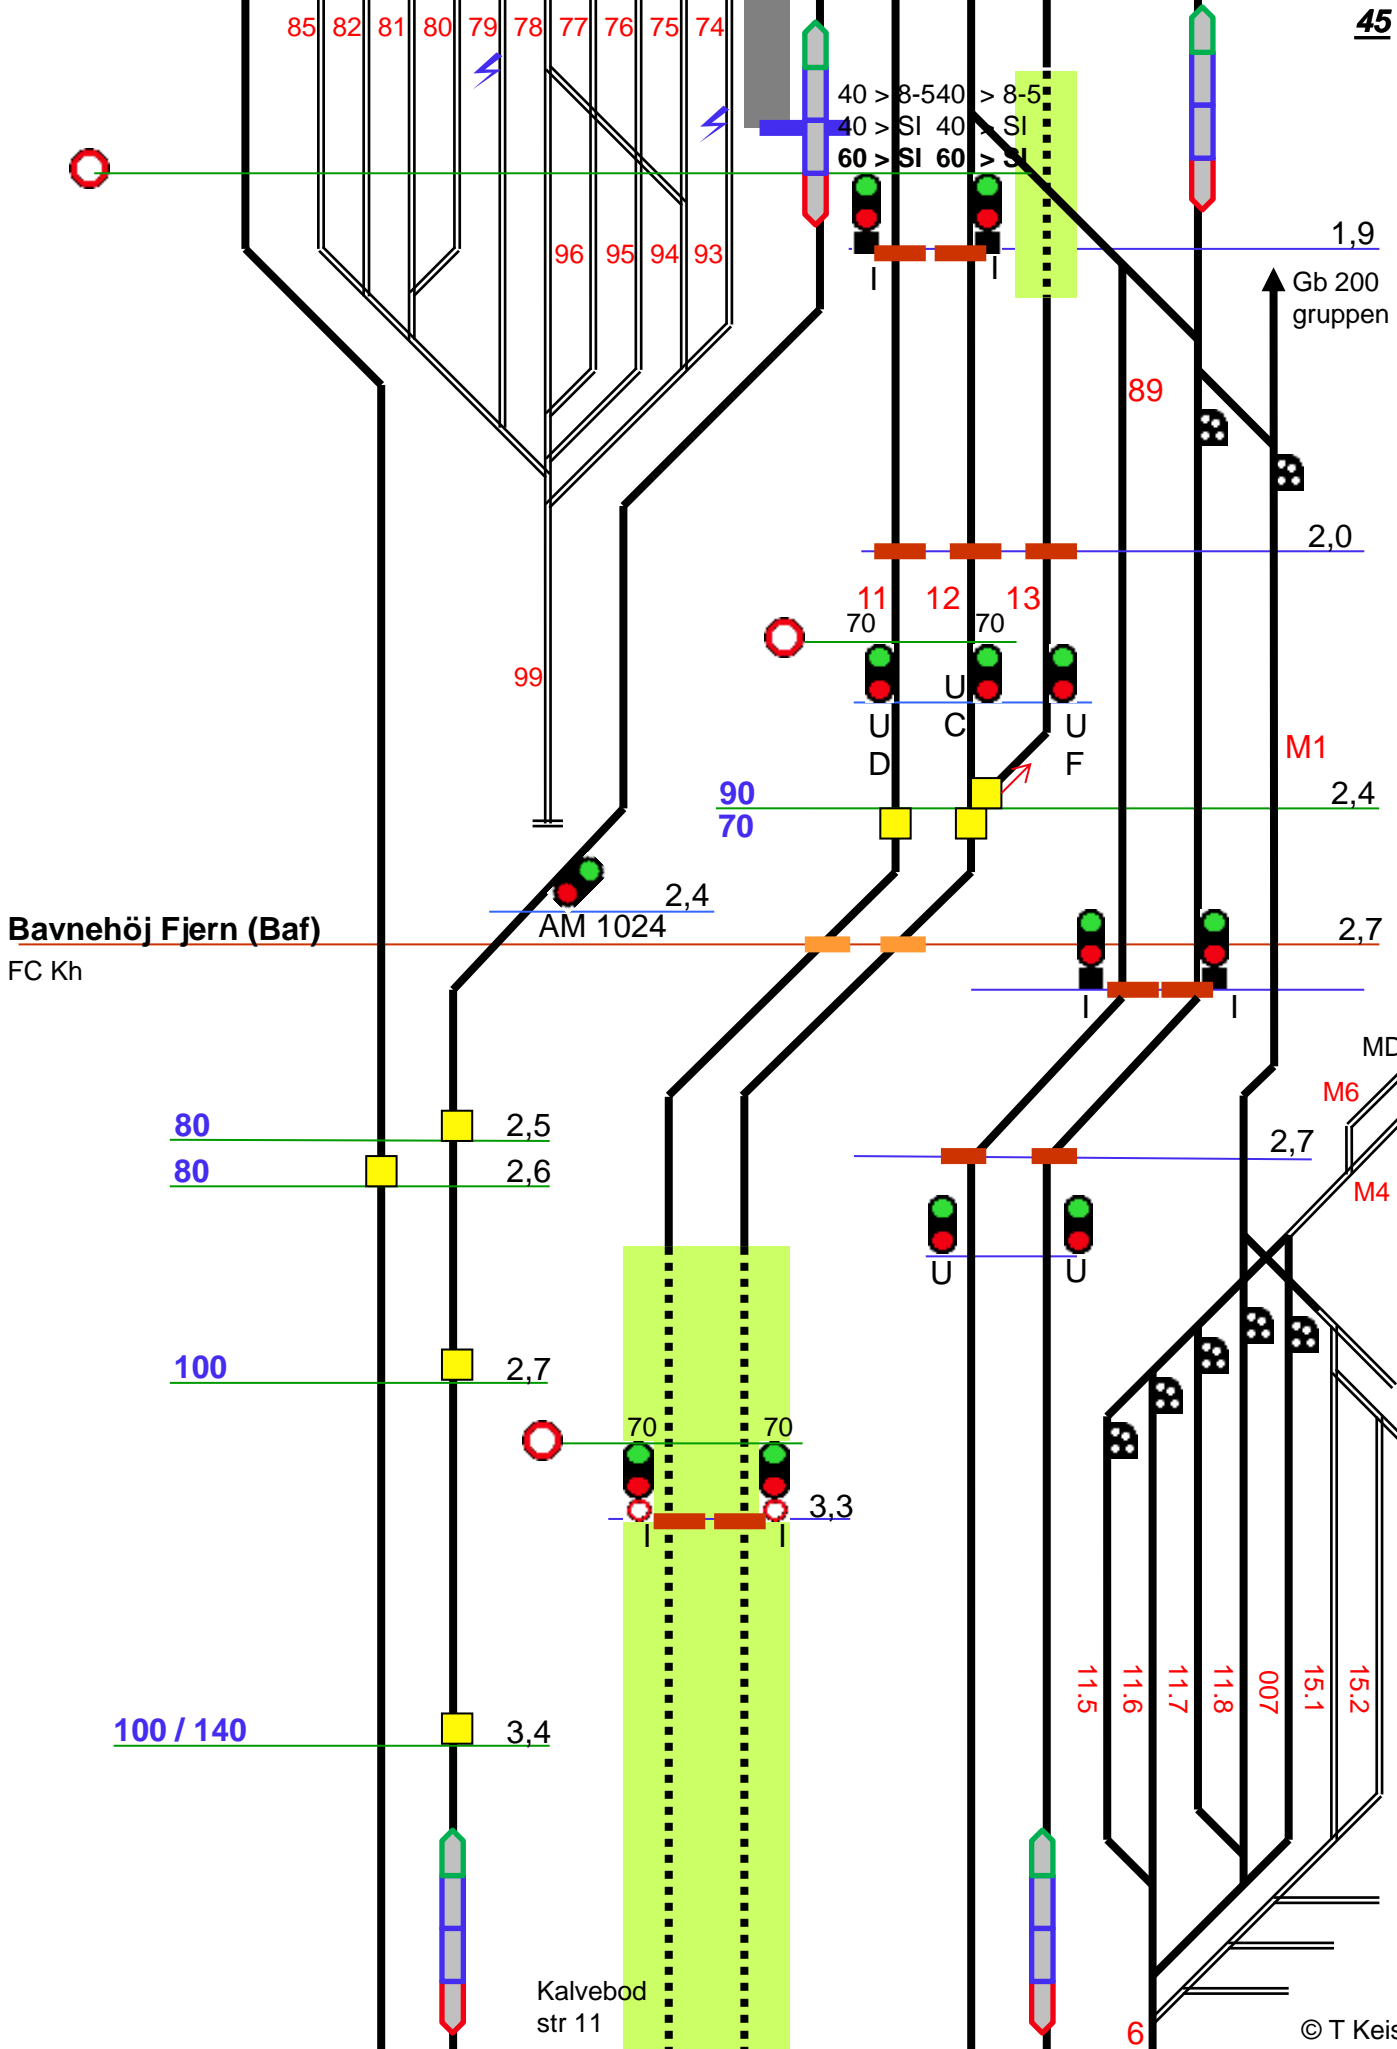 45
85 82 81 80 79 78 77 76 75 74
40 > 8-5 40 > 8-5
40 > SI 40 > SI
60 > SI 60 > SI
1,9
96 95 94 93
I I
Gb 200
gruppen
89
2,0
11 12 13
70 70
99
U
C
U
D
U
F
M1
90
2,4
70
2,4
AM 1024
Bavnehöj Fjern (Baf)
2,7
FC Kh
I I
MD
M6
80 2,5
2,7
80 2,6
M4
U U
100 2,7
70 70
3,3
I I
11.5 11.6 11.7 11.8 007 15.1 15.2
100 / 140 3,4
Kalvebod
str 11
6
© T Keis